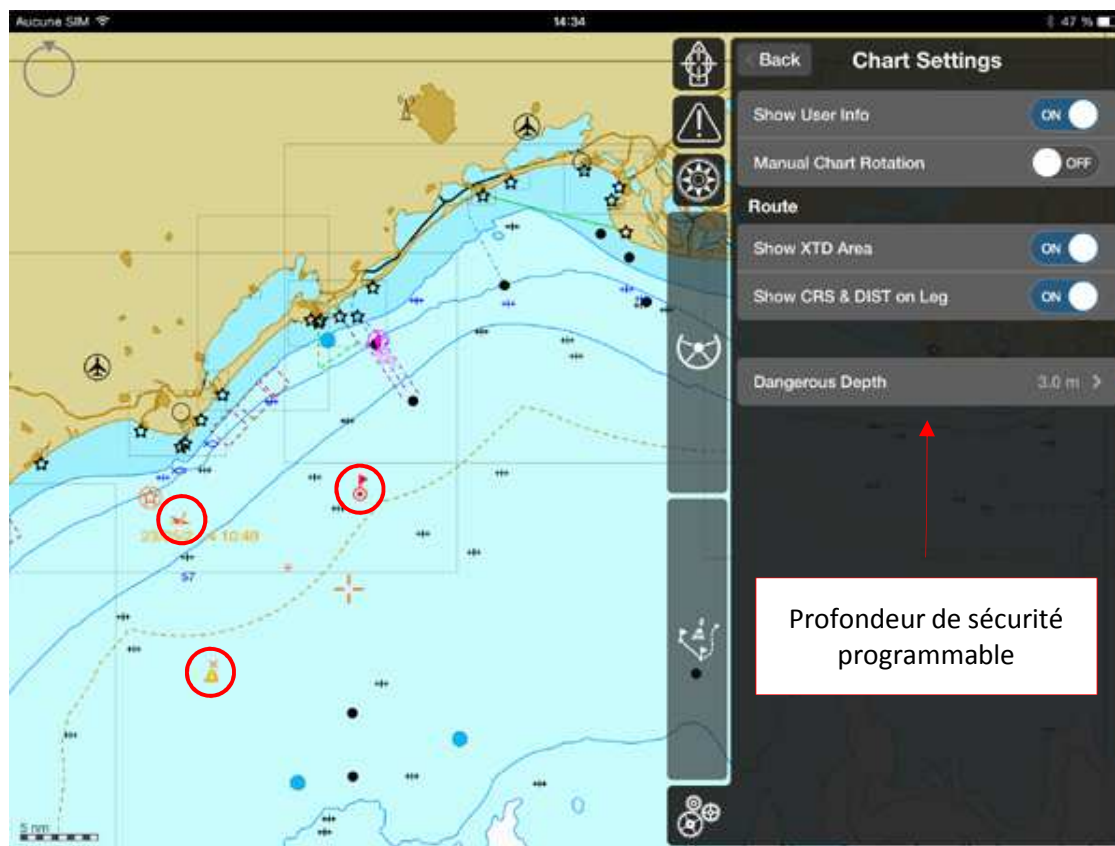 Aucune SIM
14:34
47 %
Back
Chart Settings
Show User Info
ON
Manual Chart Rotation
OFF
Route
Show XTD Area
ON
Show CRS & DIST on Leg
ON
Dangerous Depth
3.0 m
10:49
57
Profondeur de sécurité
programmable
5 nm